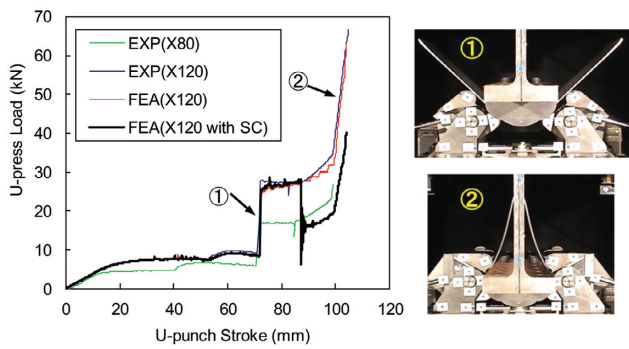 U-press Load (kN)
70
60
50
40
30
20
10
0
0 20 40 60 80 100 120
U-punch Stroke (mm)
EXP(X80)
EXP(X120)
FEA(X120)
FEA(X120 with SC)
①
②
①
②